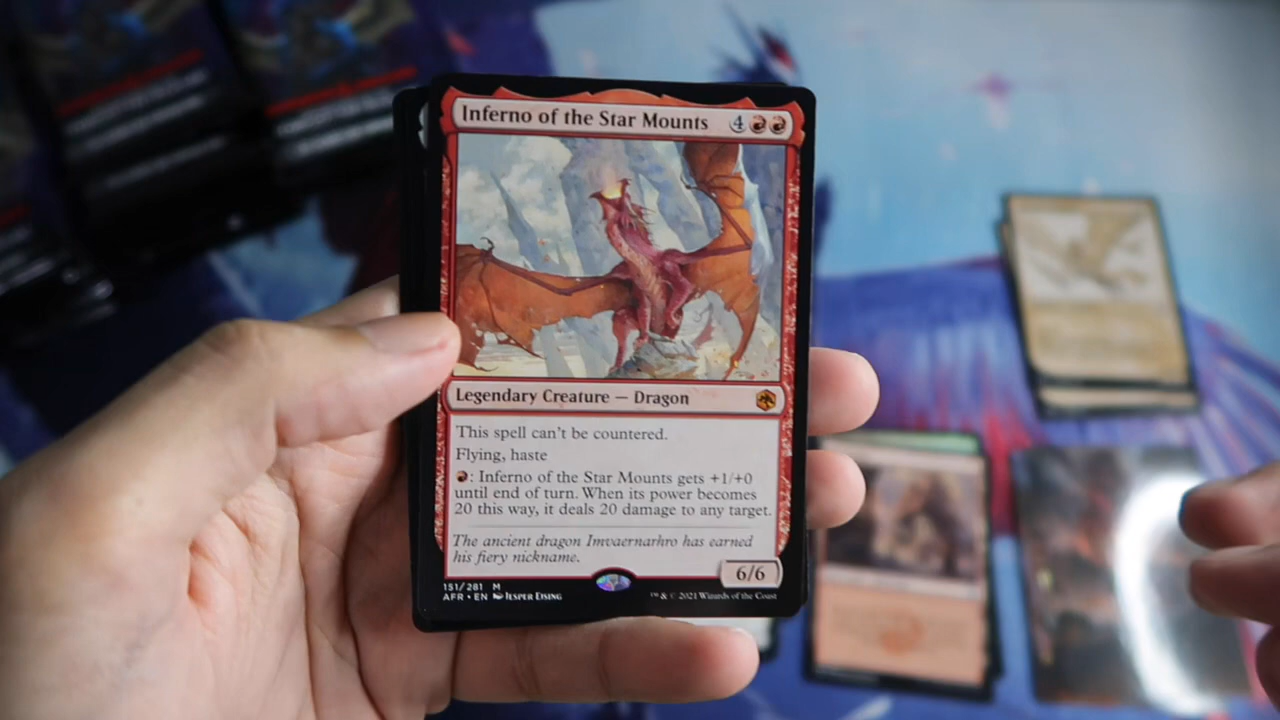 Inferno of the Star Mounts 4
Legendary Creature — Dragon
This spell can't be countered.
Flying, haste
: Inferno of the Star Mounts gets +1/+0
until end of turn. When its power becomes
20 this way, it deals 20 damage to any target.
The ancient dragon Imvaernarhro has earned
his fiery nickname.
6/6
151/281 M
AFR • EN Jesper Ejsing
™ & © 2021 Wizards of the Coast